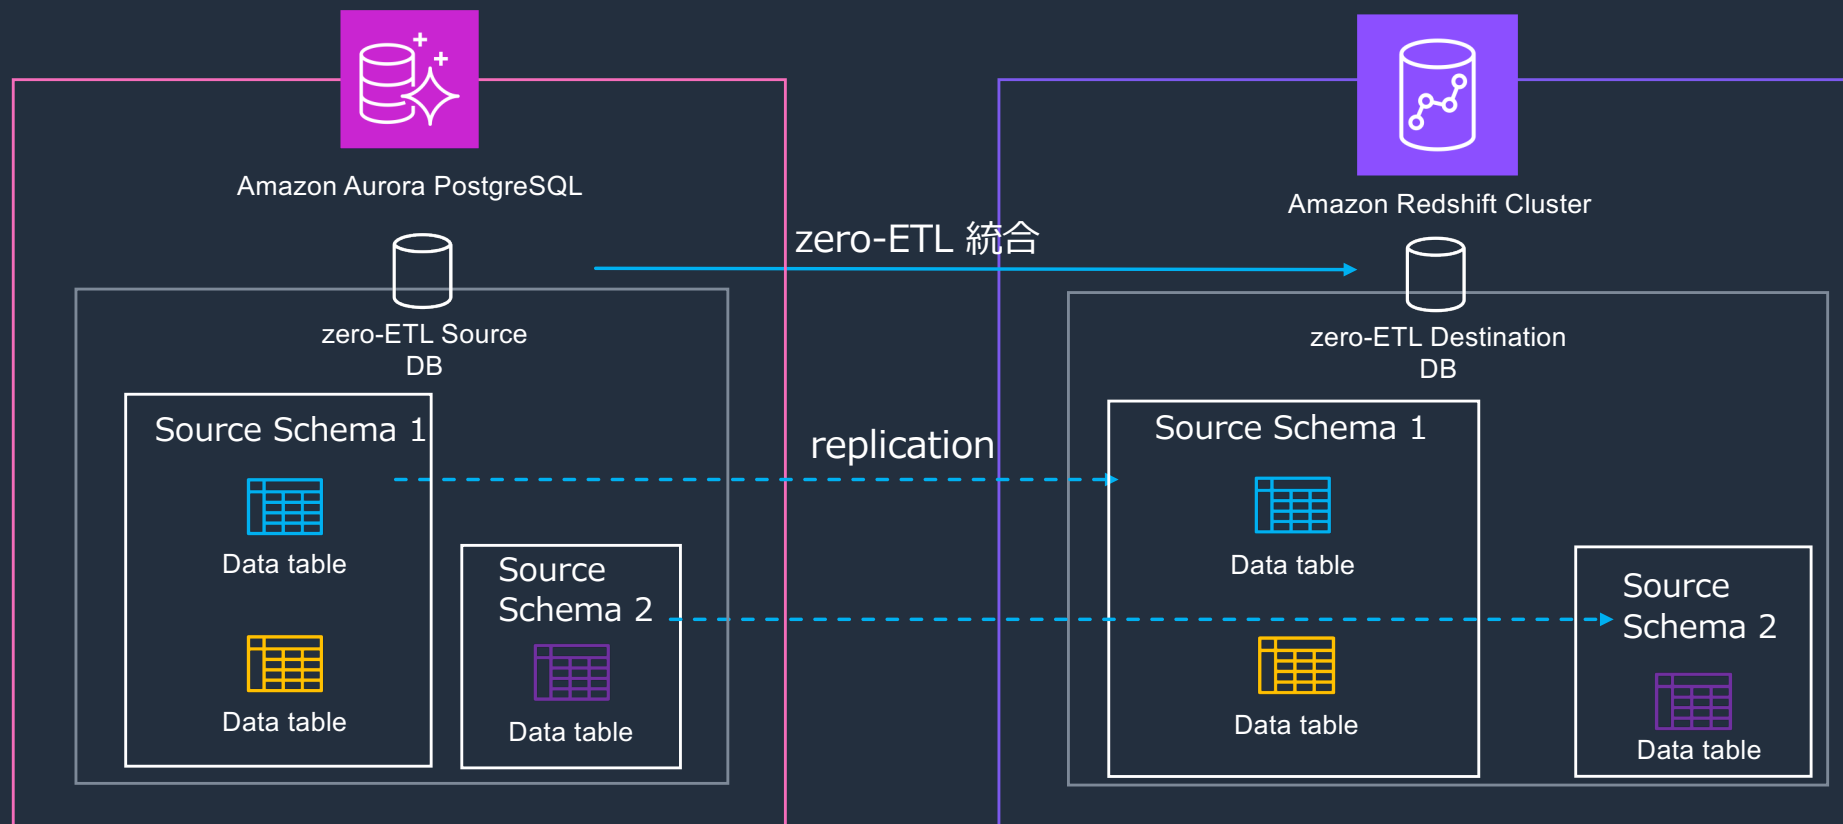 Amazon Aurora PostgreSQL
Amazon Redshift Cluster
zero-ETL 統合
zero-ETL Source
DB
zero-ETL Destination
DB
Source Schema 1
Data table
Data table
Source
Schema 2
Data table
replication
Source Schema 1
Data table
Data table
Source
Schema 2
Data table